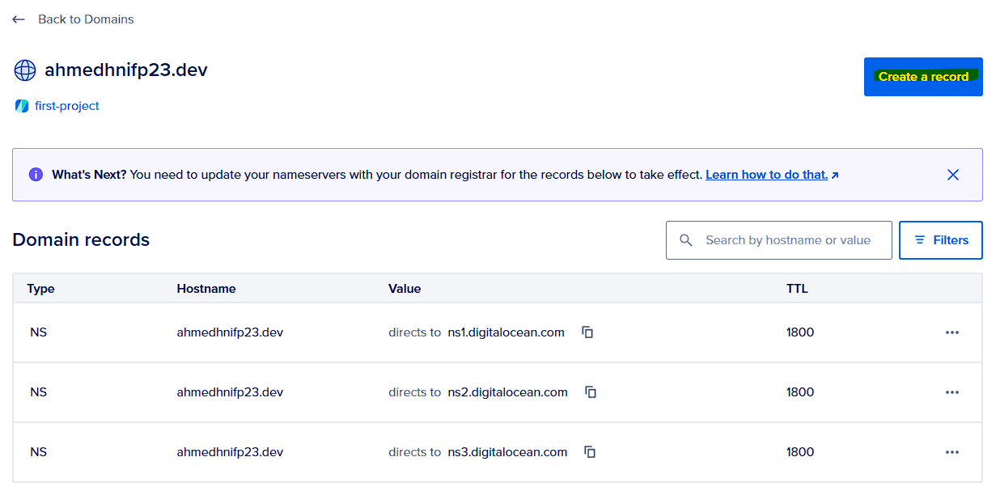 Back to Domains
ahmedhnifp23.dev
Create a record
first-project
What's Next? You need to update your nameservers with your domain registrar for the records below to take effect. Learn how to do that.
Domain records
Search by hostname or value
Filters
Type Hostname Value TTL
NS ahmedhnifp23.dev directs to ns1.digitalocean.com 1800
NS ahmedhnifp23.dev directs to ns2.digitalocean.com 1800
NS ahmedhnifp23.dev directs to ns3.digitalocean.com 1800